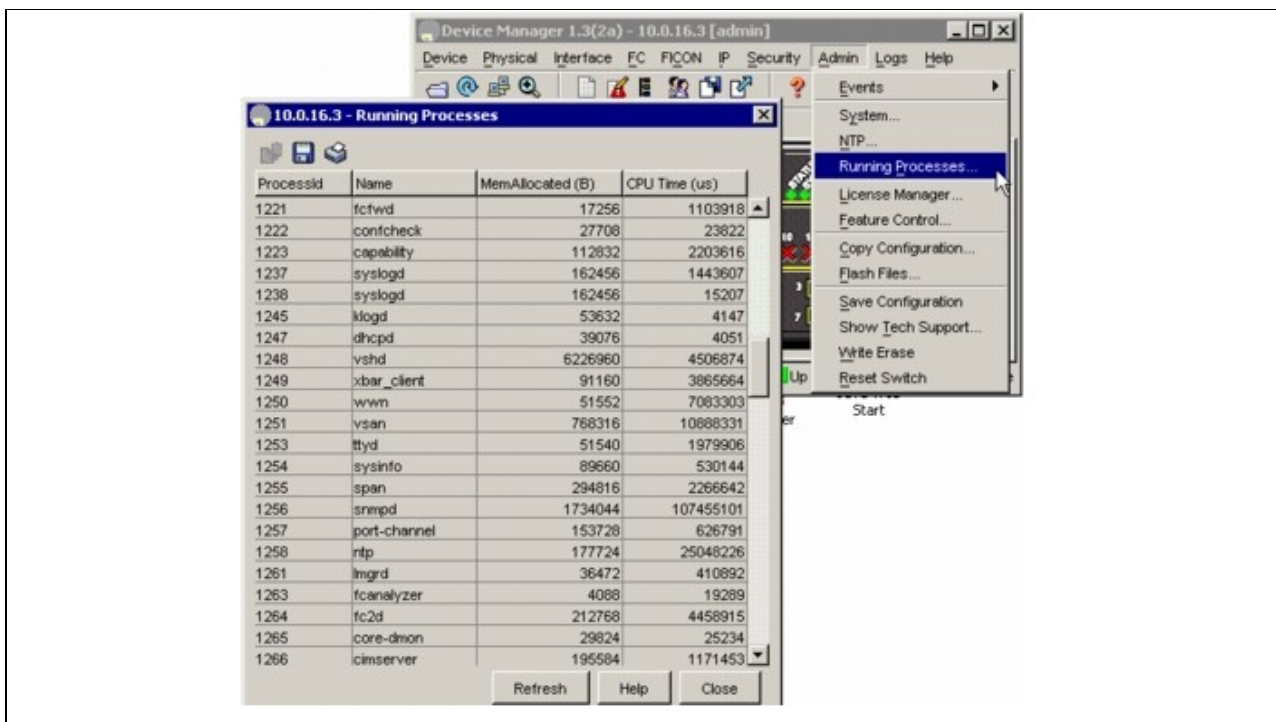 Device Manager 1.3(2a) - 10.0.16.3 [admin]
Device Physical Interface FC FICON IP Security Admin Logs Help
Events
System...
NTP...
Running Processes...
License Manager...
Feature Control...
Copy Configuration...
Flash Files...
Save Configuration
Show Tech Support...
Write Erase
Reset Switch
Up
Start
10.0.16.3 - Running Processes
ProcessId Name MemAllocated (B) CPU Time (us)
1221 fcfwd 17256 1103918
1222 confcheck 27708 23822
1223 capability 112832 2203616
1237 syslogd 162456 1443607
1238 syslogd 162456 15207
1245 klogd 53632 4147
1247 dhcpd 39076 4051
1248 vshd 6226960 4506874
1249 xbar_client 91160 3865664
1250 wwn 51552 7083303
1251 vsan 768316 10888331
1253 ttyd 51540 1979906
1254 sysinfo 89660 530144
1255 span 294816 2266642
1256 snmpd 1734044 107455101
1257 port-channel 153728 626791
1258 ntp 177724 25048226
1261 lmgrd 36472 410892
1263 fcanalyzer 4088 19289
1264 fc2d 212768 4458915
1265 core-dmon 29824 25234
1266 cimserver 195584 1171453
Refresh Help Close